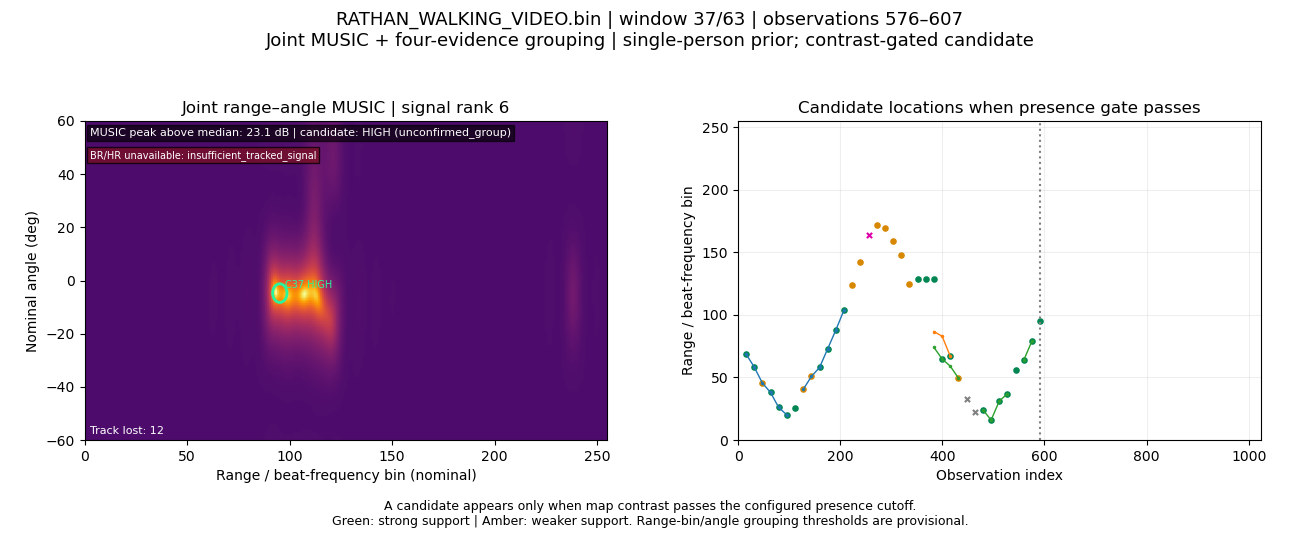 RATHAN_WALKING_VIDEO.bin | window 37/63 | observations 576–607
Joint MUSIC + four-evidence grouping | single-person prior; contrast-gated candidate
Joint range–angle MUSIC | signal rank 6
MUSIC peak above median: 23.1 dB | candidate: HIGH (unconfirmed_group)
BR/HR unavailable: insufficient_tracked_signal
C37 HIGH
Track lost: 12
60
40
20
0
−20
−40
−60
Nominal angle (deg)
0 50 100 150 200 250
Range / beat-frequency bin (nominal)
Candidate locations when presence gate passes
250
200
150
100
50
0
Range / beat-frequency bin
0 200 400 600 800 1000
Observation index
A candidate appears only when map contrast passes the configured presence cutoff.
Green: strong support | Amber: weaker support. Range-bin/angle grouping thresholds are provisional.